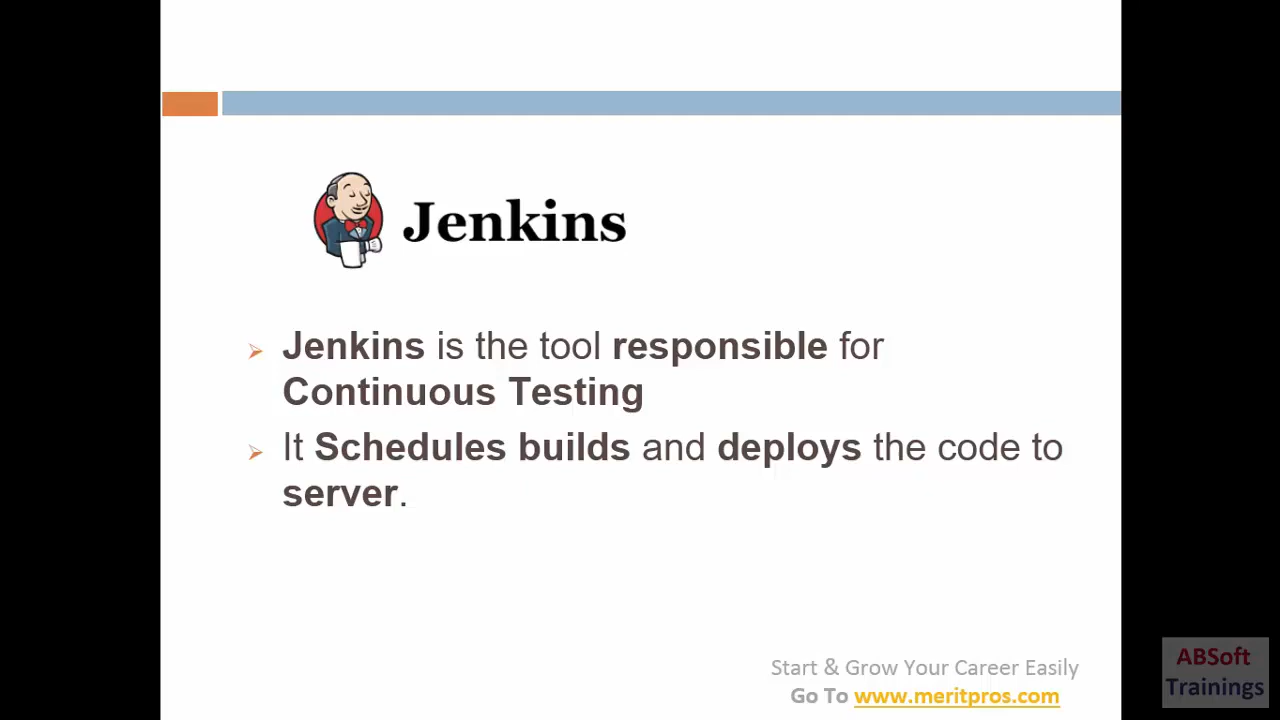 Jenkins
Jenkins is the tool responsible for
Continuous Testing
It Schedules builds and deploys the code to
server.
Start & Grow Your Career Easily
Go To www.meritpros.com
ABSoft
Trainings